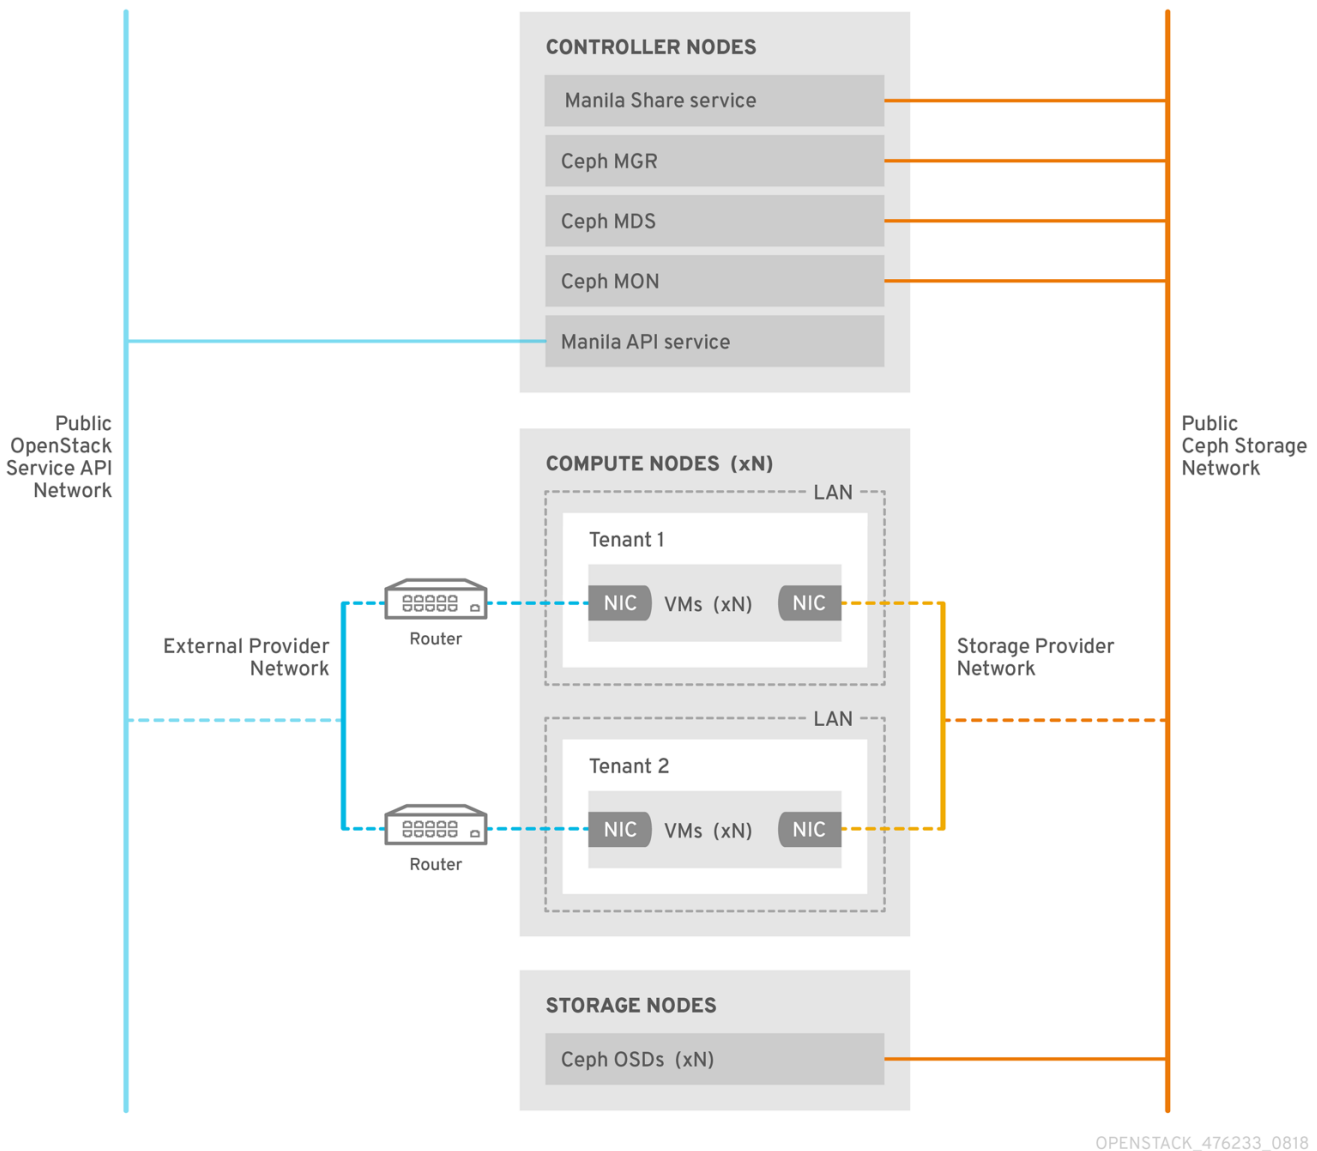 CONTROLLER NODES
Manila Share service
Ceph MGR
Ceph MDS
Ceph MON
Manila API service
Public
OpenStack
Service API
Network
Public
Ceph Storage
Network
COMPUTE NODES (xN)
LAN
Tenant 1
NIC
VMs (xN)
NIC
Router
External Provider
Network
Storage Provider
Network
LAN
Tenant 2
NIC
VMs (xN)
NIC
Router
STORAGE NODES
Ceph OSDs (xN)
OPENSTACK_476233_0818